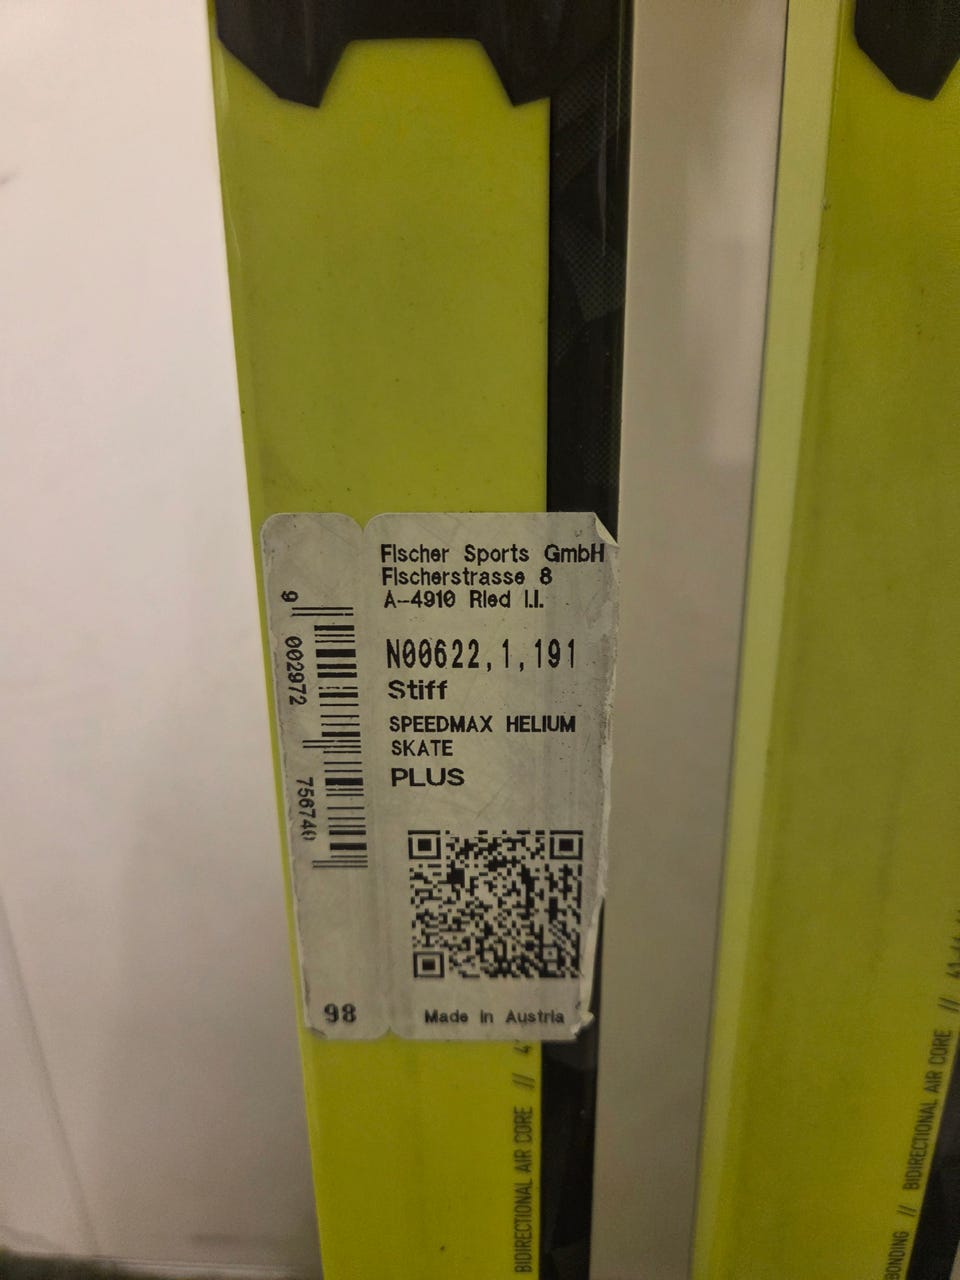 Fischer Sports GmbH
Fischerstrasse 8
A-4910 Ried I.I.
N00622,1,191
Stiff
SPEEDMAX HELIUM
SKATE
PLUS
9 002972 756740
98
Made in Austria
BIDIRECTIONAL AIR CORE //
BONDING // BIDIRECTIONAL AIR CORE //